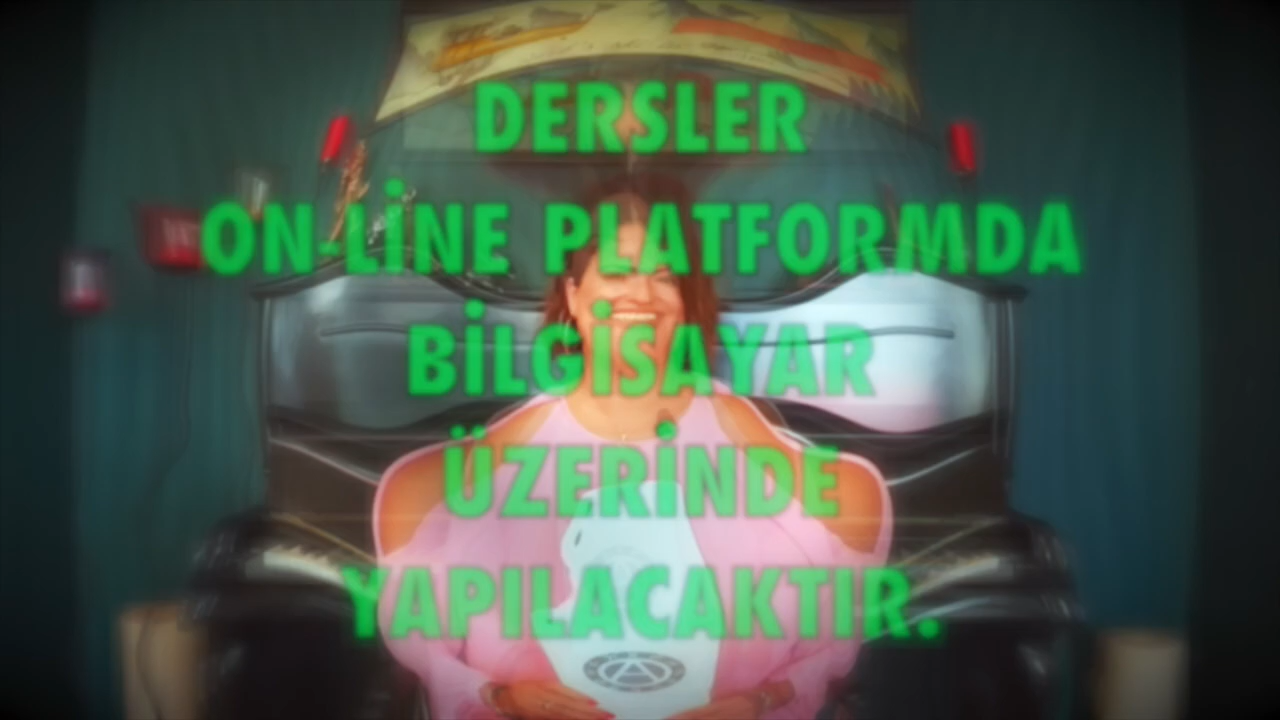 DERSLER
ON-LİNE PLATFORMDA
BİLGİSAYAR
ÜZERİNDE
YAPILACAKTIR.